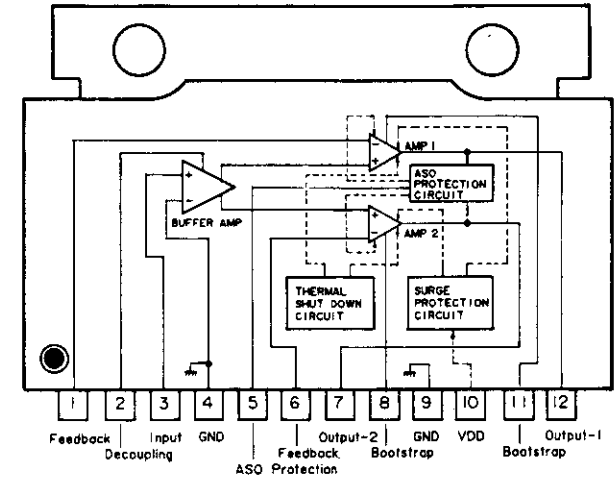 AMP 1
ASO
PROTECTION
CIRCUIT
BUFFER AMP
AMP 2
THERMAL
SHUT DOWN
CIRCUIT
SURGE
PROTECTION
CIRCUIT
1 2 3 4 5 6 7 8 9 10 11 12
Feedback Input GND Output-2 GND VDD Output-1
Decoupling Feedback Bootstrap Bootstrap
ASO Protection